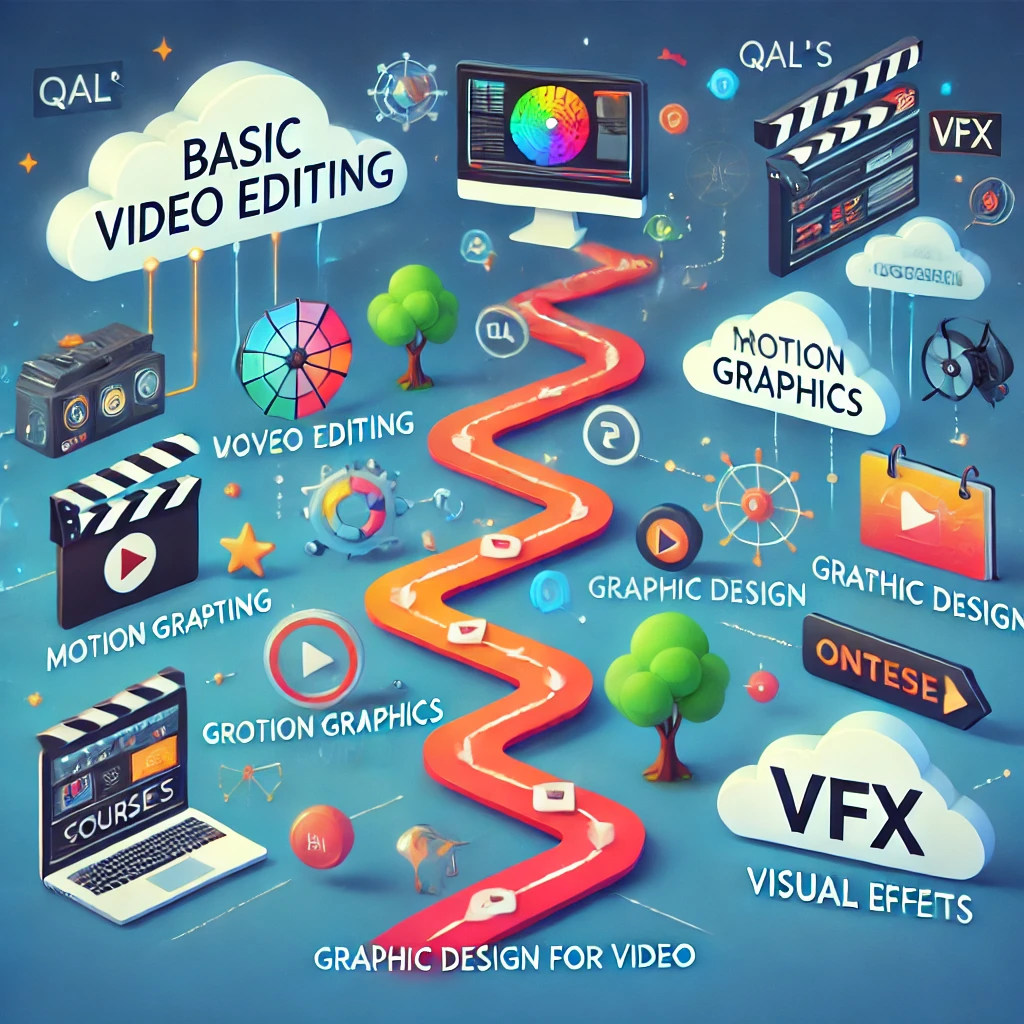 QAL'
QAL'S
BASIC
VIDEO EDITING
VFX
MOTION
GRAPHICS
VOVEO EDITING
GRAPHIC DESIGN
GRATHIC DESIGN
MOTION GRAPTING
ONTESE
GROTION GRAPHICS
COURSES
VFX
VISUAL EFFETS
GRAPHIC DESIGN FOR VIDEO